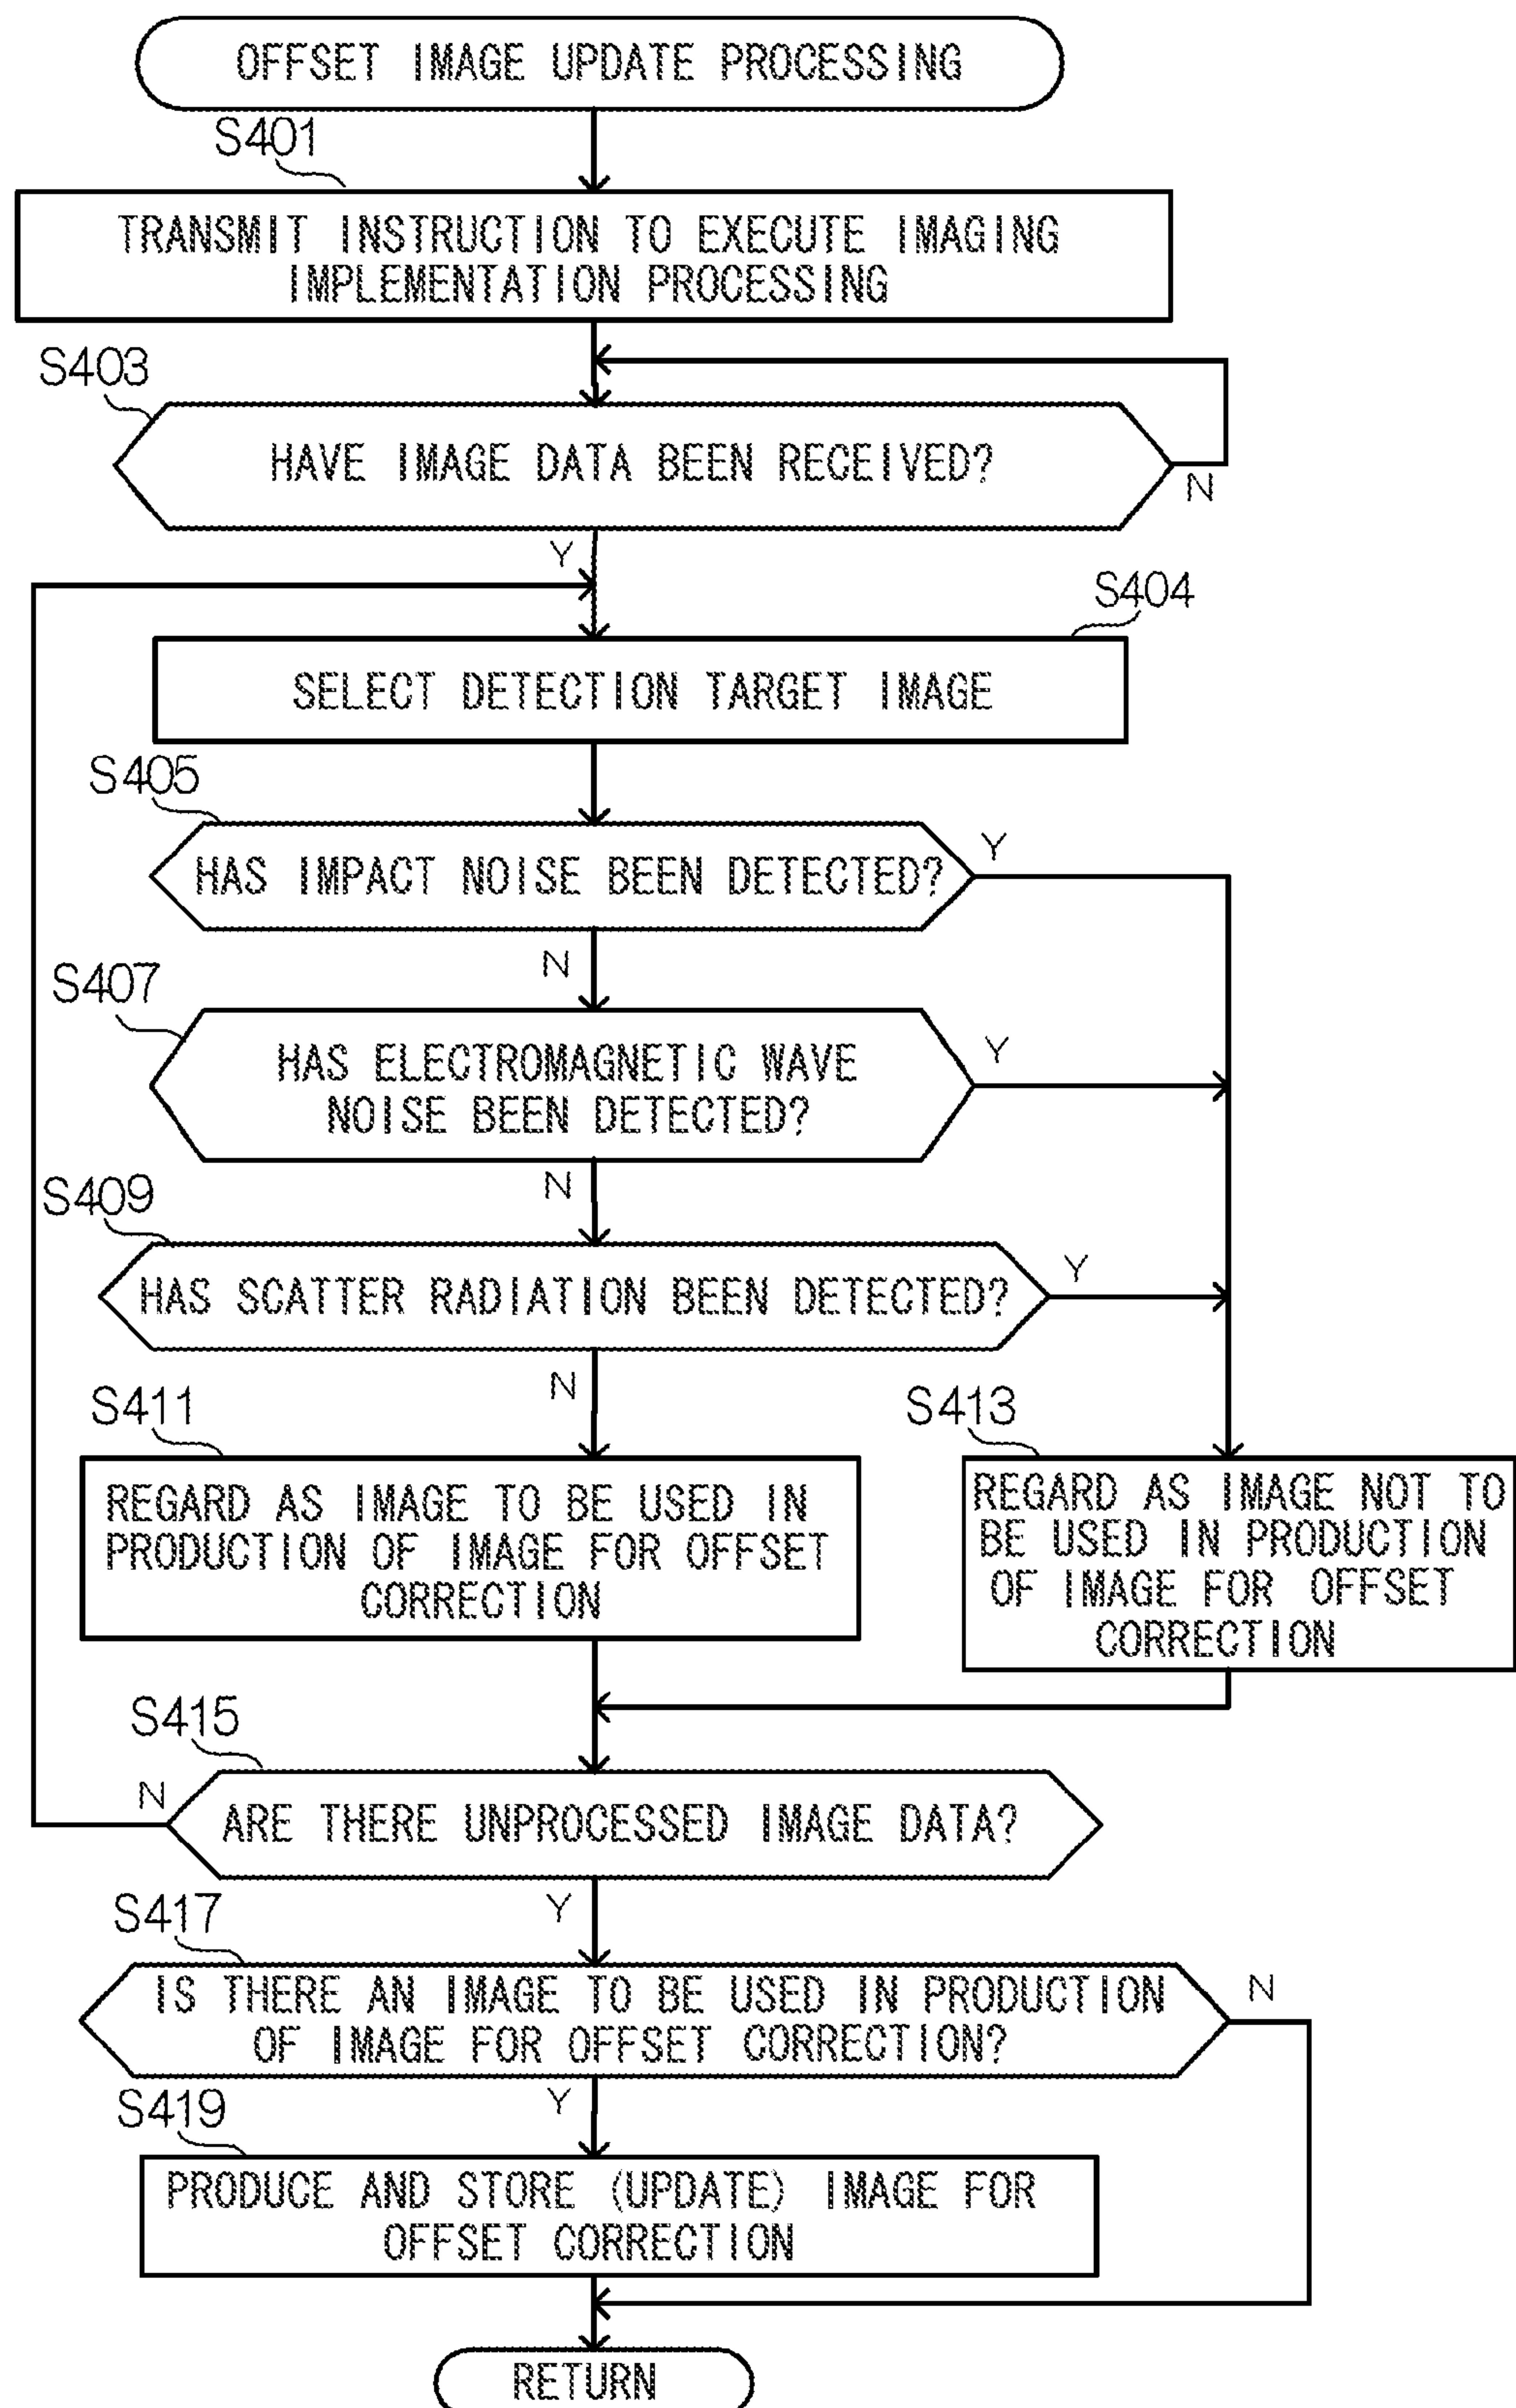 OFFSET IMAGE UPDATE PROCESSING
S401
TRANSMIT INSTRUCTION TO EXECUTE IMAGING
IMPLEMENTATION PROCESSING
S403
HAVE IMAGE DATA BEEN RECEIVED?
N
Y
S404
SELECT DETECTION TARGET IMAGE
S405
HAS IMPACT NOISE BEEN DETECTED?
Y
N
S407
HAS ELECTROMAGNETIC WAVE
NOISE BEEN DETECTED?
Y
N
S409
HAS SCATTER RADIATION BEEN DETECTED?
Y
N
S411
REGARD AS IMAGE TO BE USED IN
PRODUCTION OF IMAGE FOR OFFSET
CORRECTION
S413
REGARD AS IMAGE NOT TO
BE USED IN PRODUCTION
OF IMAGE FOR OFFSET
CORRECTION
S415
N
ARE THERE UNPROCESSED IMAGE DATA?
Y
S417
IS THERE AN IMAGE TO BE USED IN PRODUCTION
OF IMAGE FOR OFFSET CORRECTION?
N
Y
S419
PRODUCE AND STORE (UPDATE) IMAGE FOR
OFFSET CORRECTION
RETURN